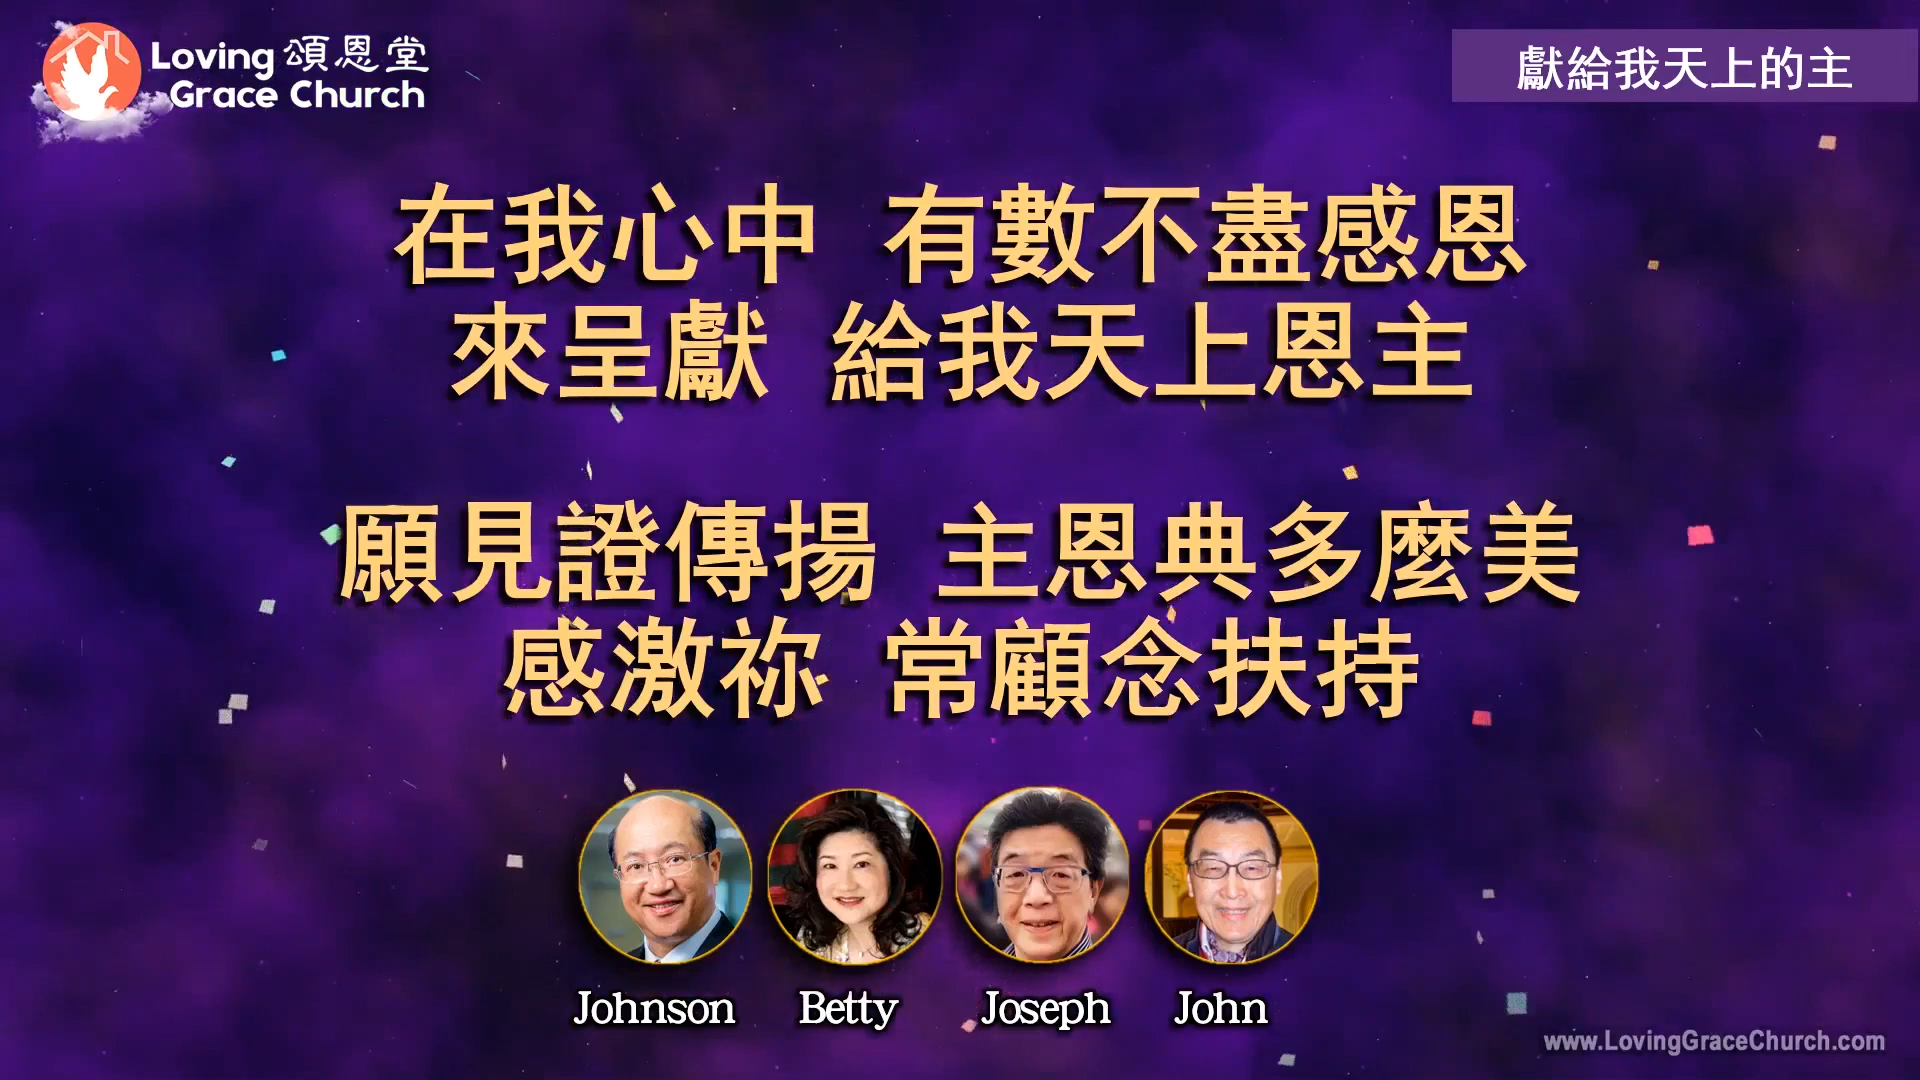 Loving 頌恩堂
Grace Church
獻給我天上的主
在我心中 有數不盡感恩
來呈獻 給我天上恩主
願見證傳揚 主恩典多麼美
感激祢 常顧念扶持
Johnson Betty Joseph John
www.LovingGraceChurch.com